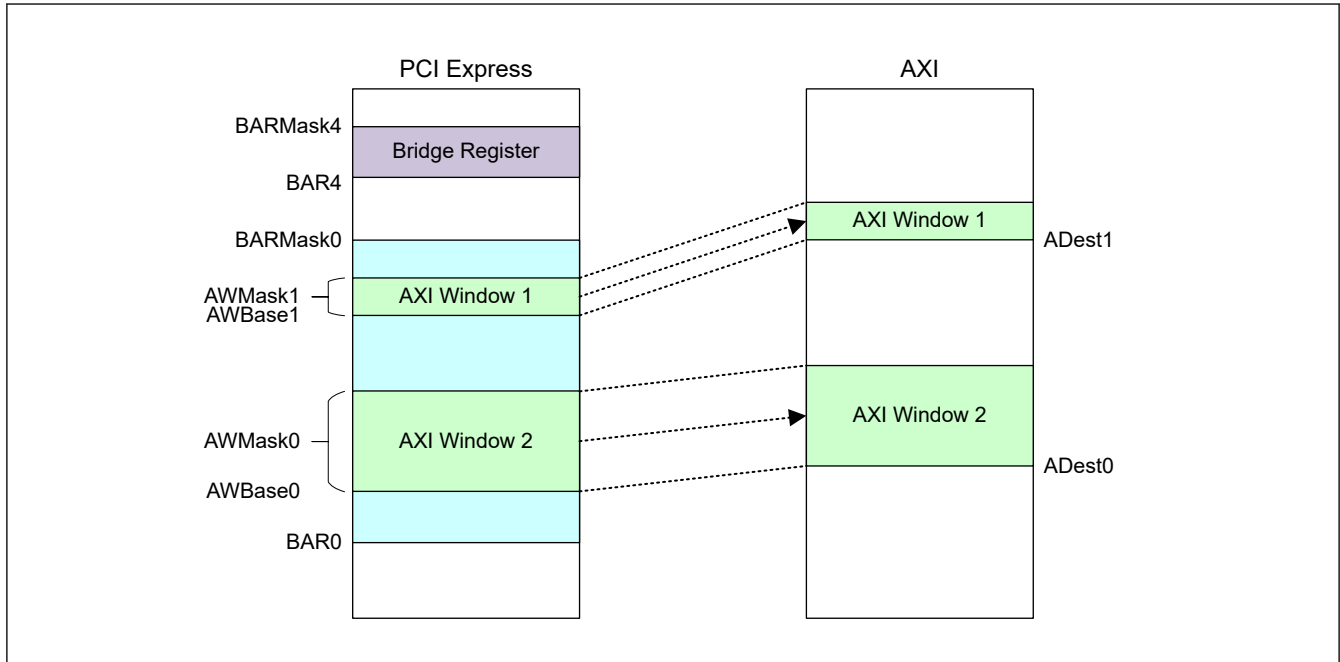 PCI Express
AXI
BARMask4
Bridge Register
BAR4
BARMask0
AXI Window 1
ADest1
AWMask1
AXI Window 1
AWBase1
AWMask0
AXI Window 2
AXI Window 2
ADest0
AWBase0
BAR0